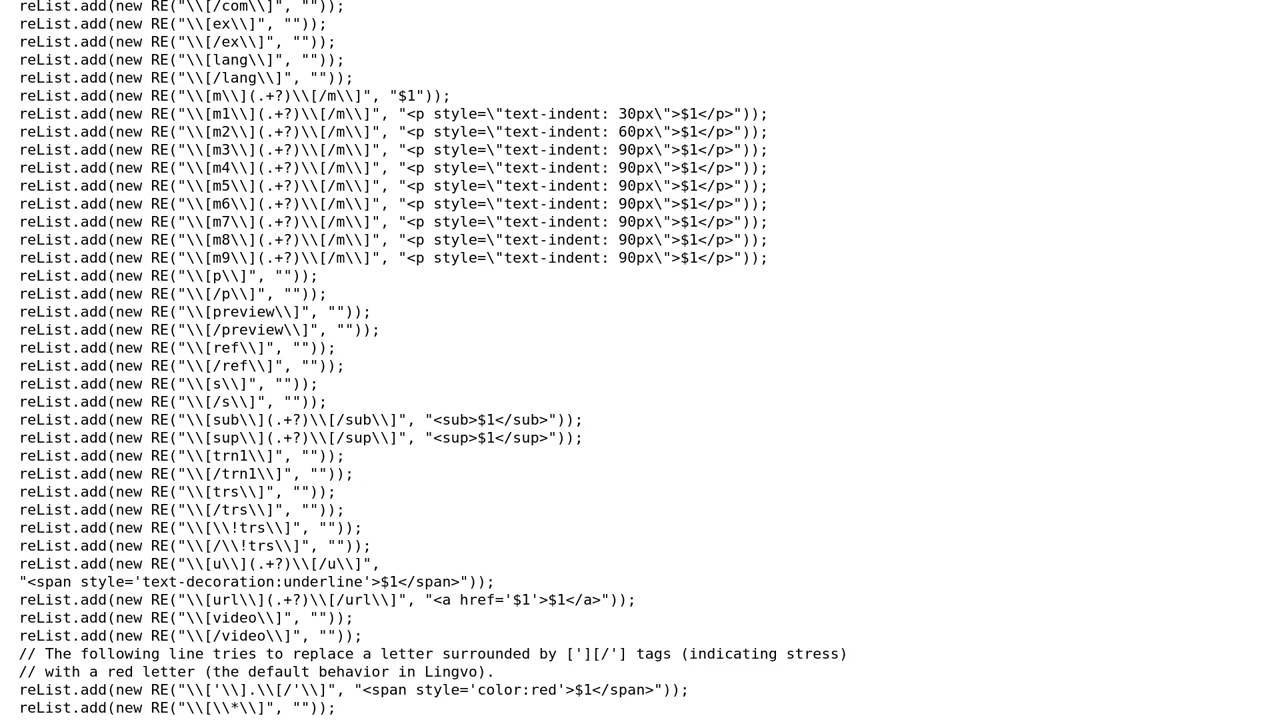 reList.add(new RE("\\[/com\\]", ""));
reList.add(new RE("\\[ex\\]", ""));
reList.add(new RE("\\[/ex\\]", ""));
reList.add(new RE("\\[lang\\]", ""));
reList.add(new RE("\\[/lang\\]", ""));
reList.add(new RE("\\[m\\](.+?)\\[/m\\]", "$1"));
reList.add(new RE("\\[m1\\](.+?)\\[/m\\]", "<p style=\"text-indent: 30px\">$1</p>"));
reList.add(new RE("\\[m2\\](.+?)\\[/m\\]", "<p style=\"text-indent: 60px\">$1</p>"));
reList.add(new RE("\\[m3\\](.+?)\\[/m\\]", "<p style=\"text-indent: 90px\">$1</p>"));
reList.add(new RE("\\[m4\\](.+?)\\[/m\\]", "<p style=\"text-indent: 90px\">$1</p>"));
reList.add(new RE("\\[m5\\](.+?)\\[/m\\]", "<p style=\"text-indent: 90px\">$1</p>"));
reList.add(new RE("\\[m6\\](.+?)\\[/m\\]", "<p style=\"text-indent: 90px\">$1</p>"));
reList.add(new RE("\\[m7\\](.+?)\\[/m\\]", "<p style=\"text-indent: 90px\">$1</p>"));
reList.add(new RE("\\[m8\\](.+?)\\[/m\\]", "<p style=\"text-indent: 90px\">$1</p>"));
reList.add(new RE("\\[m9\\](.+?)\\[/m\\]", "<p style=\"text-indent: 90px\">$1</p>"));
reList.add(new RE("\\[p\\]", ""));
reList.add(new RE("\\[/p\\]", ""));
reList.add(new RE("\\[preview\\]", ""));
reList.add(new RE("\\[/preview\\]", ""));
reList.add(new RE("\\[ref\\]", ""));
reList.add(new RE("\\[/ref\\]", ""));
reList.add(new RE("\\[s\\]", ""));
reList.add(new RE("\\[/s\\]", ""));
reList.add(new RE("\\[sub\\](.+?)\\[/sub\\]", "<sub>$1</sub>"));
reList.add(new RE("\\[sup\\](.+?)\\[/sup\\]", "<sup>$1</sup>"));
reList.add(new RE("\\[trn1\\]", ""));
reList.add(new RE("\\[/trn1\\]", ""));
reList.add(new RE("\\[trs\\]", ""));
reList.add(new RE("\\[/trs\\]", ""));
reList.add(new RE("\\[\\!trs\\]", ""));
reList.add(new RE("\\[/\\!trs\\]", ""));
reList.add(new RE("\\[u\\](.+?)\\[/u\\]",
"<span style='text-decoration:underline'>$1</span>"));
reList.add(new RE("\\[url\\](.+?)\\[/url\\]", "<a href='$1'>$1</a>"));
reList.add(new RE("\\[video\\]", ""));
reList.add(new RE("\\[/video\\]", ""));
// The following line tries to replace a letter surrounded by ['][/'] tags (indicating stress)
// with a red letter (the default behavior in Lingvo).
reList.add(new RE("\\['\\].\\[/'\\]", "<span style='color:red'>$1</span>"));
reList.add(new RE("\\[\\*\\]", ""));